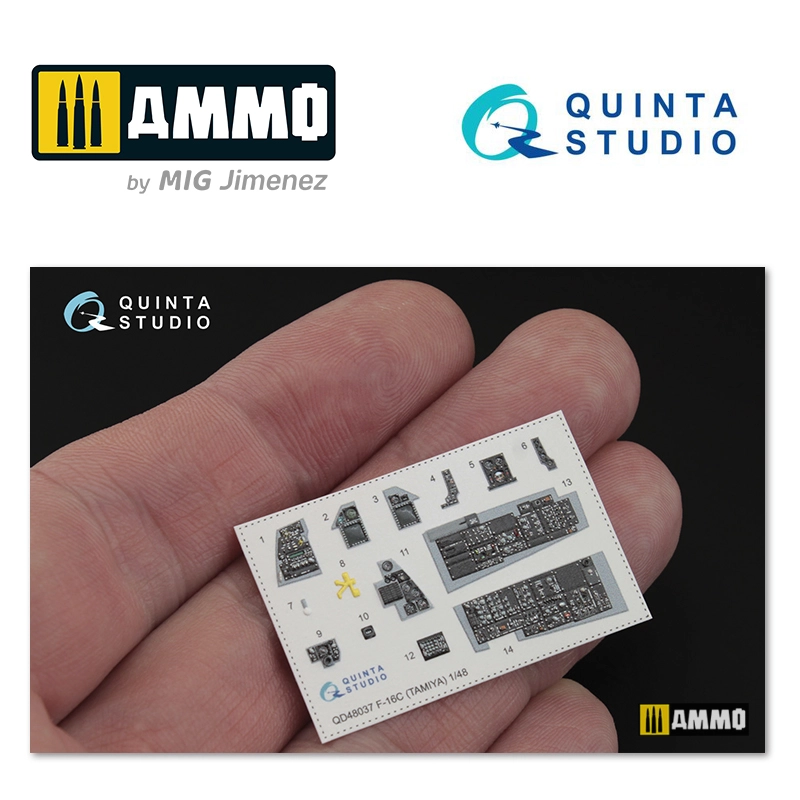 AMMO
by MIG Jimenez
QUINTA
STUDIO
QUINTA
STUDIO
1
2
3
4
5
6
13
8
11
7
10
9
12
14
QUINTA
STUDIO
QD48037 F-16C (TAMIYA) 1/48
AMMO